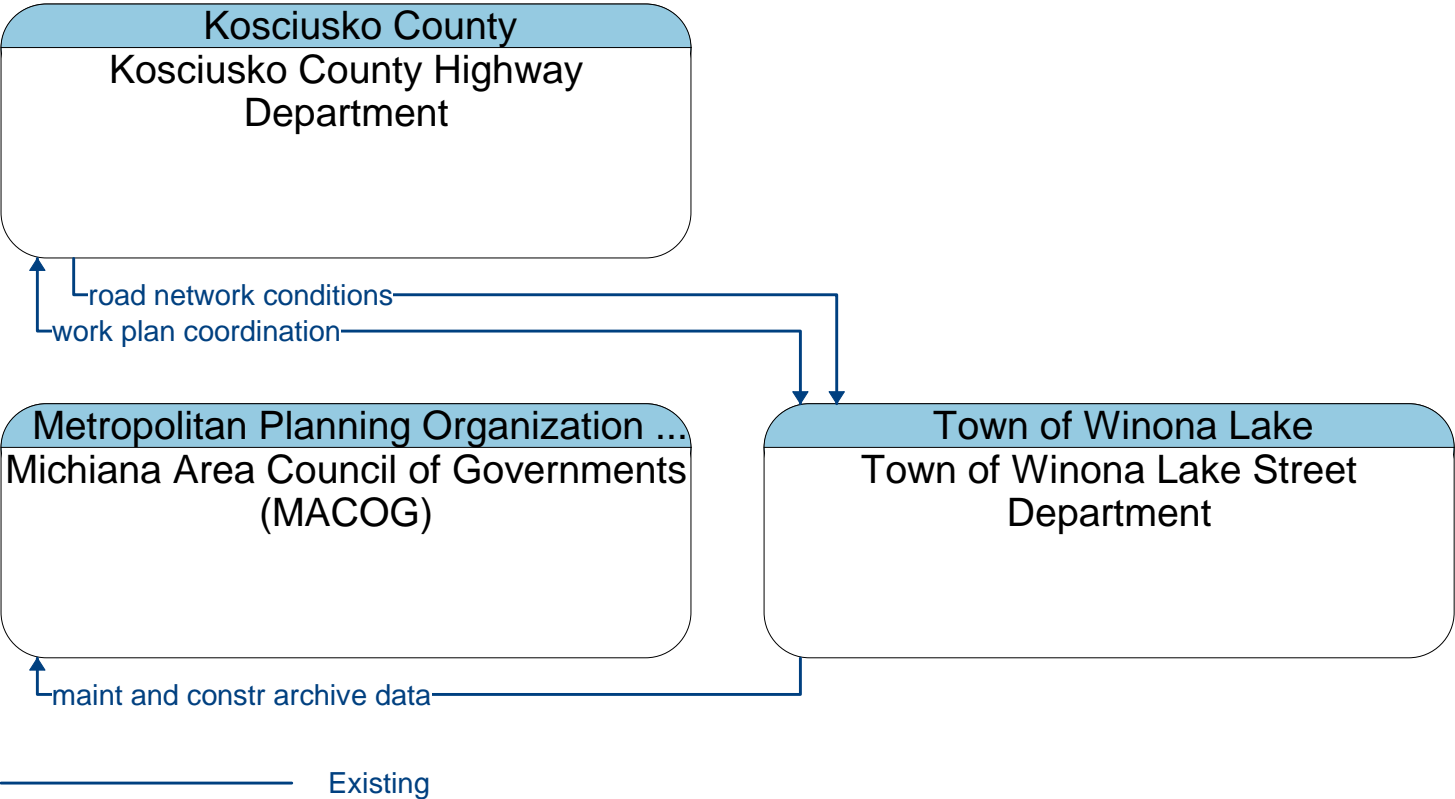 Kosciusko County
Kosciusko County Highway
Department
road network conditions
work plan coordination
Metropolitan Planning Organization ...
Michiana Area Council of Governments
(MACOG)
Town of Winona Lake
Town of Winona Lake Street
Department
maint and constr archive data
Existing